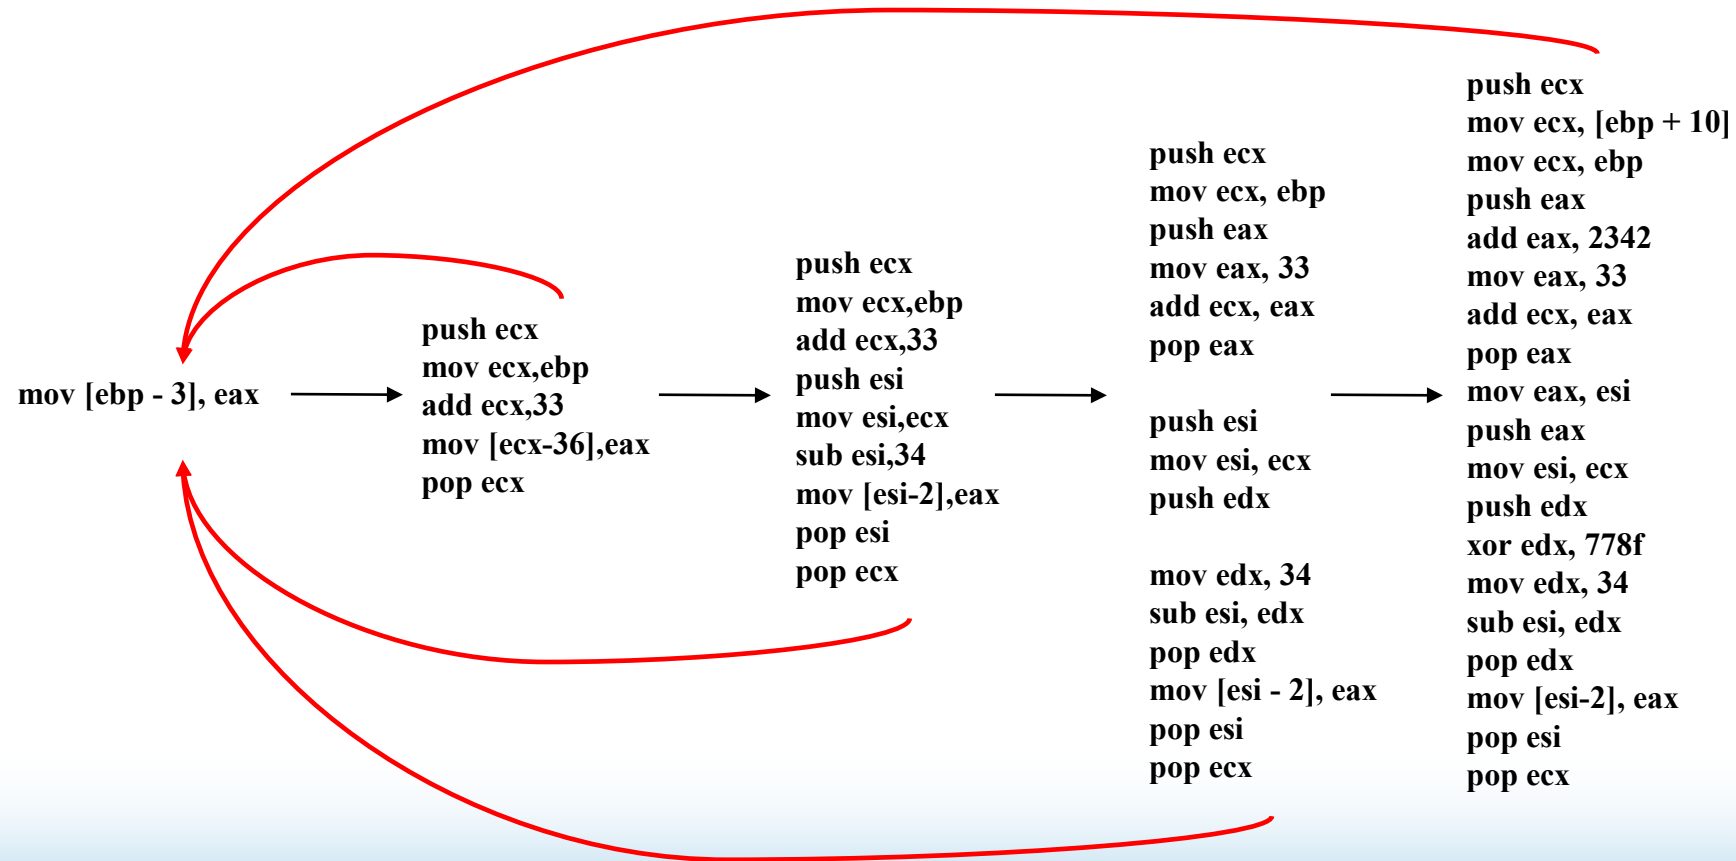 mov [ebp - 3], eax
push ecx
mov ecx,ebp
add ecx,33
mov [ecx-36],eax
pop ecx
push ecx
mov ecx,ebp
add ecx,33
push esi
mov esi,ecx
sub esi,34
mov [esi-2],eax
pop esi
pop ecx
push ecx
mov ecx, ebp
push eax
mov eax, 33
add ecx, eax
pop eax
push esi
mov esi, ecx
push edx
mov edx, 34
sub esi, edx
pop edx
mov [esi - 2], eax
pop esi
pop ecx
push ecx
mov ecx, [ebp + 10]
mov ecx, ebp
push eax
add eax, 2342
mov eax, 33
add ecx, eax
pop eax
mov eax, esi
push eax
mov esi, ecx
push edx
xor edx, 778f
mov edx, 34
sub esi, edx
pop edx
mov [esi-2], eax
pop esi
pop ecx